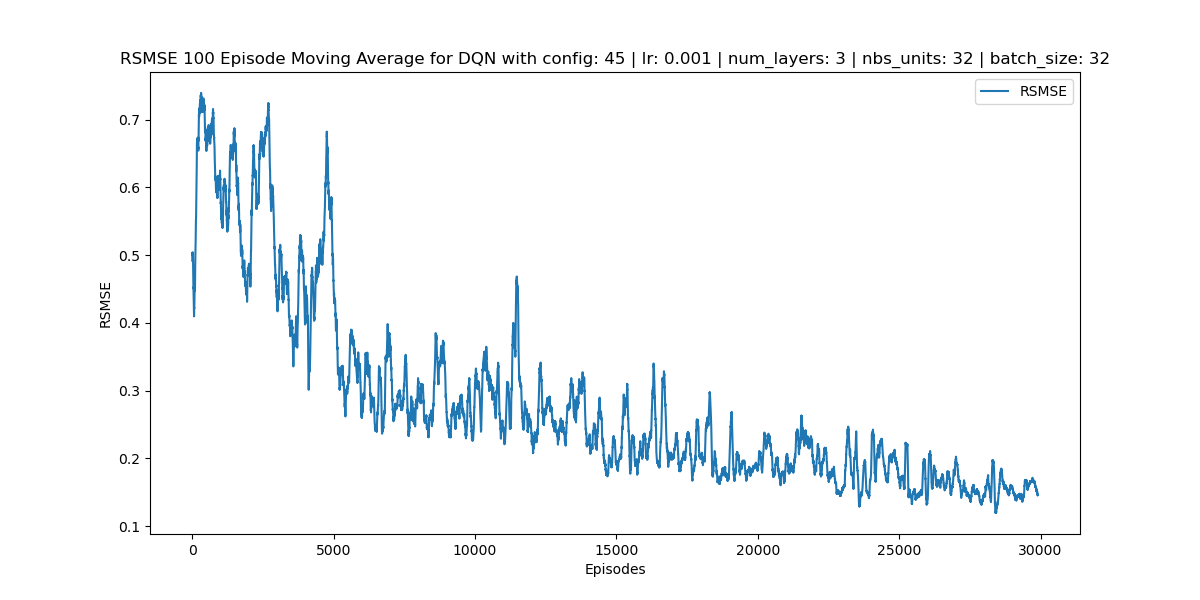 RSMSE 100 Episode Moving Average for DQN with config: 45 | lr: 0.001 | num_layers: 3 | nbs_units: 32 | batch_size: 32
RSMSE
0.7
0.6
0.5
0.4
0.3
0.2
0.1
RSMSE
0 5000 10000 15000 20000 25000 30000
Episodes